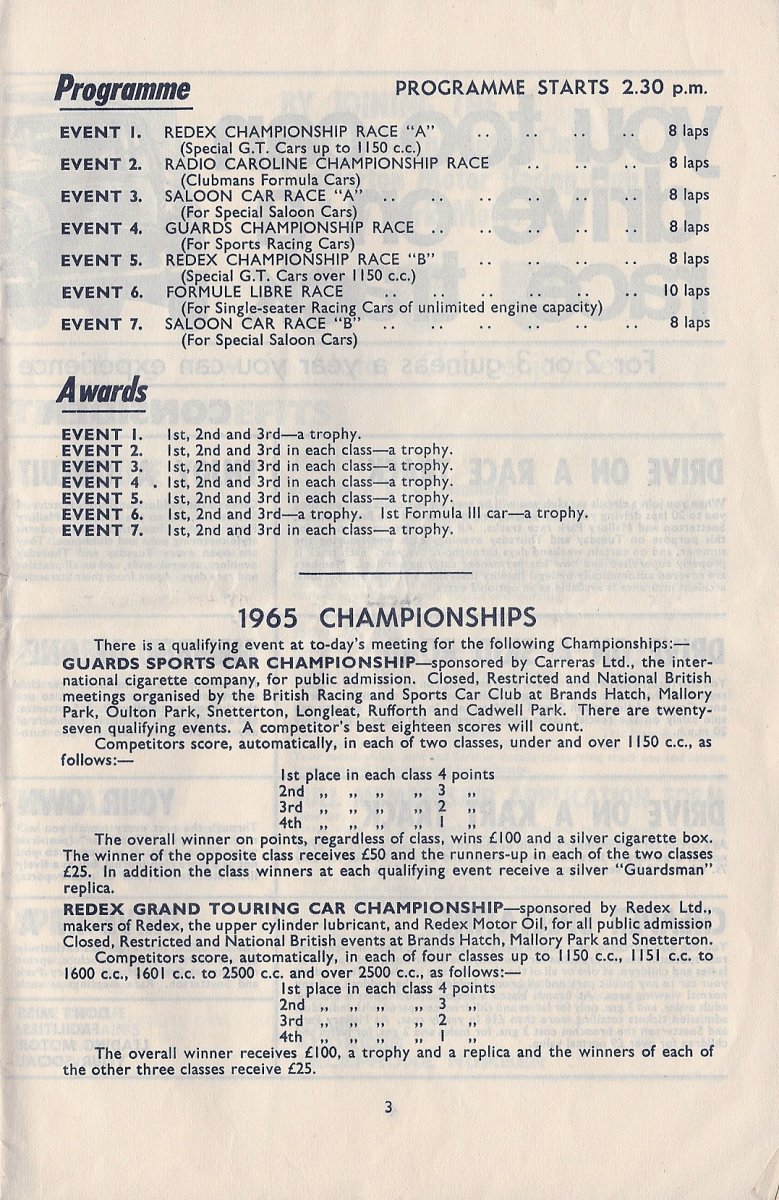 Programme PROGRAMME STARTS 2.30 p.m.
EVENT 1. REDEX CHAMPIONSHIP RACE "A" .. .. .. .. 8 laps
(Special G.T. Cars up to 1150 c.c.)
EVENT 2. RADIO CAROLINE CHAMPIONSHIP RACE .. .. .. 8 laps
(Clubmans Formula Cars)
EVENT 3. SALOON CAR RACE "A" .. .. .. .. .. .. 8 laps
(For Special Saloon Cars)
EVENT 4. GUARDS CHAMPIONSHIP RACE .. .. .. .. .. 8 laps
(For Sports Racing Cars)
EVENT 5. REDEX CHAMPIONSHIP RACE "B" .. .. .. .. 8 laps
(Special G.T. Cars over 1150 c.c.)
EVENT 6. FORMULE LIBRE RACE .. .. .. .. .. .. 10 laps
(For Single-seater Racing Cars of unlimited engine capacity)
EVENT 7. SALOON CAR RACE "B" .. .. .. .. .. .. 8 laps
(For Special Saloon Cars)
Awards
EVENT 1. 1st, 2nd and 3rd—a trophy.
EVENT 2. 1st, 2nd and 3rd in each class—a trophy.
EVENT 3. 1st, 2nd and 3rd in each class—a trophy.
EVENT 4 . 1st, 2nd and 3rd in each class—a trophy.
EVENT 5. 1st, 2nd and 3rd in each class—a trophy.
EVENT 6. 1st, 2nd and 3rd—a trophy. 1st Formula III car—a trophy.
EVENT 7. 1st, 2nd and 3rd in each class—a trophy.
1965 CHAMPIONSHIPS
There is a qualifying event at to-day's meeting for the following Championships:—
GUARDS SPORTS CAR CHAMPIONSHIP—sponsored by Carreras Ltd., the inter-
national cigarette company, for public admission. Closed, Restricted and National British
meetings organised by the British Racing and Sports Car Club at Brands Hatch, Mallory
Park, Oulton Park, Snetterton, Longleat, Rufforth and Cadwell Park. There are twenty-
seven qualifying events. A competitor's best eighteen scores will count.
Competitors score, automatically, in each of two classes, under and over 1150 c.c., as
follows:—
1st place in each class 4 points
2nd ,, ,, ,, ,, 3 ,,
3rd ,, ,, ,, ,, 2 ,,
4th ,, ,, ,, ,, 1 ,,
The overall winner on points, regardless of class, wins £100 and a silver cigarette box.
The winner of the opposite class receives £50 and the runners-up in each of the two classes
£25. In addition the class winners at each qualifying event receive a silver "Guardsman"
replica.
REDEX GRAND TOURING CAR CHAMPIONSHIP—sponsored by Redex Ltd.,
makers of Redex, the upper cylinder lubricant, and Redex Motor Oil, for all public admission
Closed, Restricted and National British events at Brands Hatch, Mallory Park and Snetterton.
Competitors score, automatically, in each of four classes up to 1150 c.c., 1151 c.c. to
1600 c.c., 1601 c.c. to 2500 c.c. and over 2500 c.c., as follows:—
1st place in each class 4 points
2nd ,, ,, ,, ,, 3 ,,
3rd ,, ,, ,, ,, 2 ,,
4th ,, ,, ,, ,, 1 ,,
The overall winner receives £100, a trophy and a replica and the winners of each of
the other three classes receive £25.
3